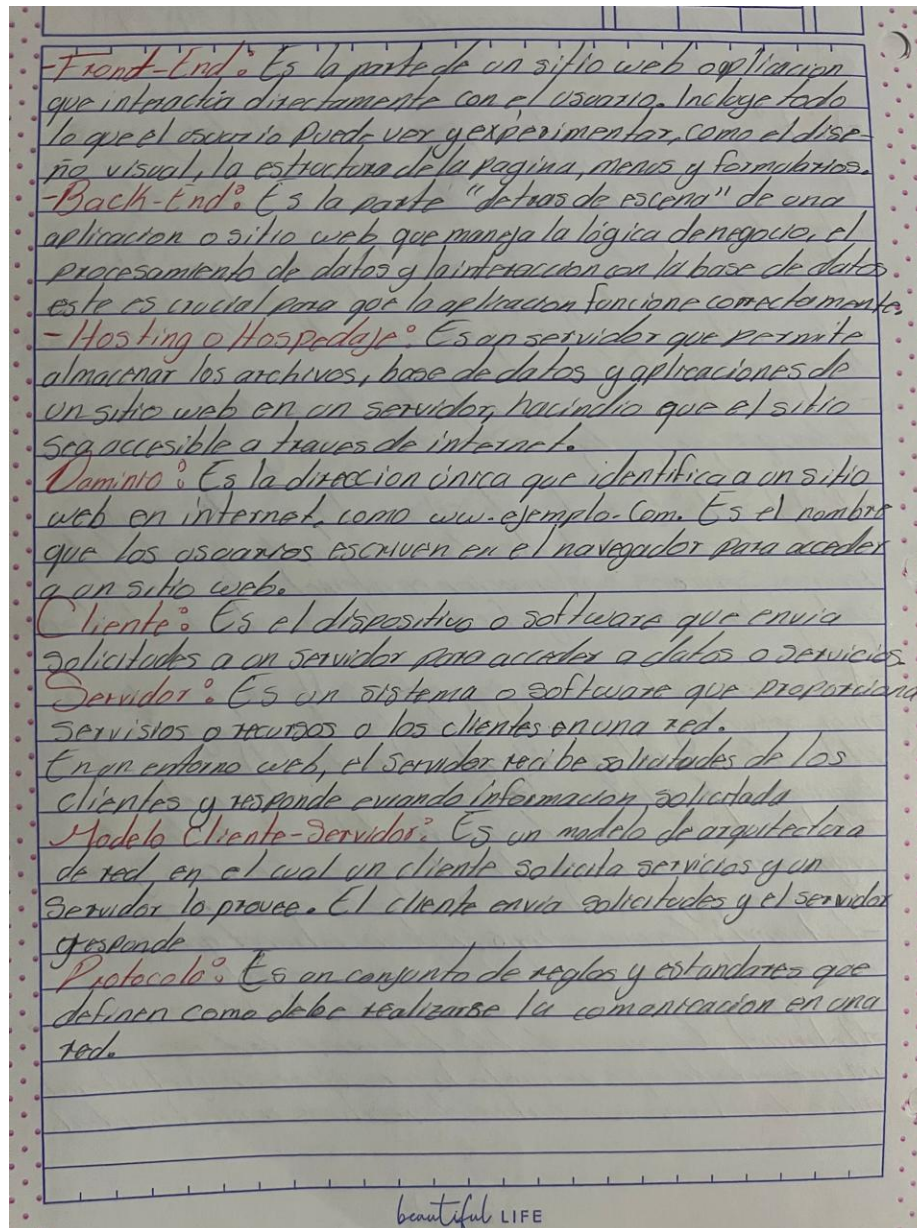 -Front-End: Es la parte de un sitio web o aplicacion
que interactúa directamente con el usuario. Incluye todo
lo que el usuario puede ver y experimentar, como el dise-
ño visual, la estructura de la pagina, menus y formularios.
-Back-End: Es la parte "detras de escena" de una
aplicacion o sitio web que maneja la lógica de negocio, el
procesamiento de datos y la interaccion con la base de datos
este es crucial para que la aplicacion funcione correctamente.
-Hosting o Hospedaje: Es un servidor que permite
almacenar los archivos, base de datos y aplicaciones de
un sitio web en un servidor, hacindio que el sitio
sea accesible a traves de internet.
Dominio: Es la direccion única que identifica a un sitio
web en internet, como ww.ejemplo.com. Es el nombre
que los usuarios escriven en el navegador para acceder
a un sitio web.
Cliente: Es el dispositivo o software que envia
solicitudes a un servidor para acceder a datos o servicios.
Servidor: Es un sistema o software que proporciona
servisios o recursos a los clientes en una red.
En un entorno web, el servidor recibe solicitudes de los
clientes y responde eviando informacion solicitada
Modelo Cliente-Servidor: Es un modelo de arquitectura
de red, en el cual un cliente solicita servicios y un
servidor lo provee. El cliente envia solicitudes y el servidor
responde
Protocolo: Es un conjunto de reglas y estandares que
definen como debe realizarse la comunicacion en una
red.
beautiful LIFE